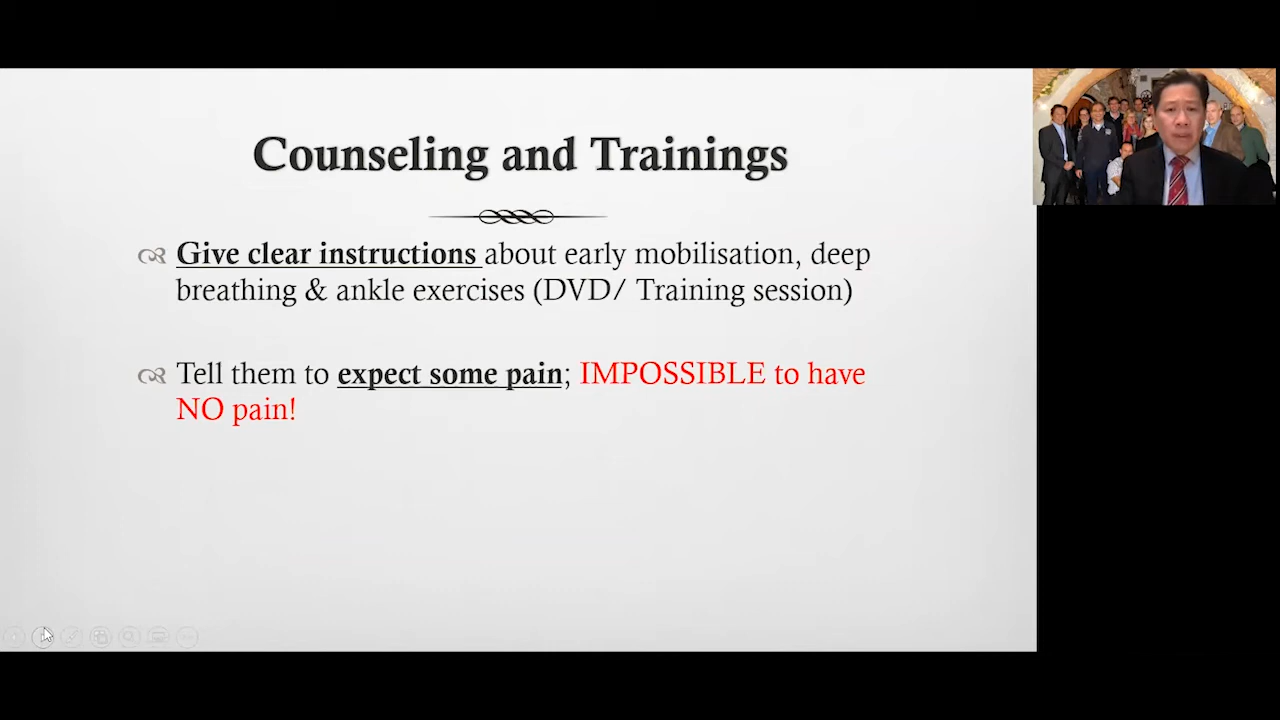 Counseling and Trainings
Give clear instructions about early mobilisation, deep
breathing & ankle exercises (DVD/ Training session)
Tell them to expect some pain; IMPOSSIBLE to have
NO pain!